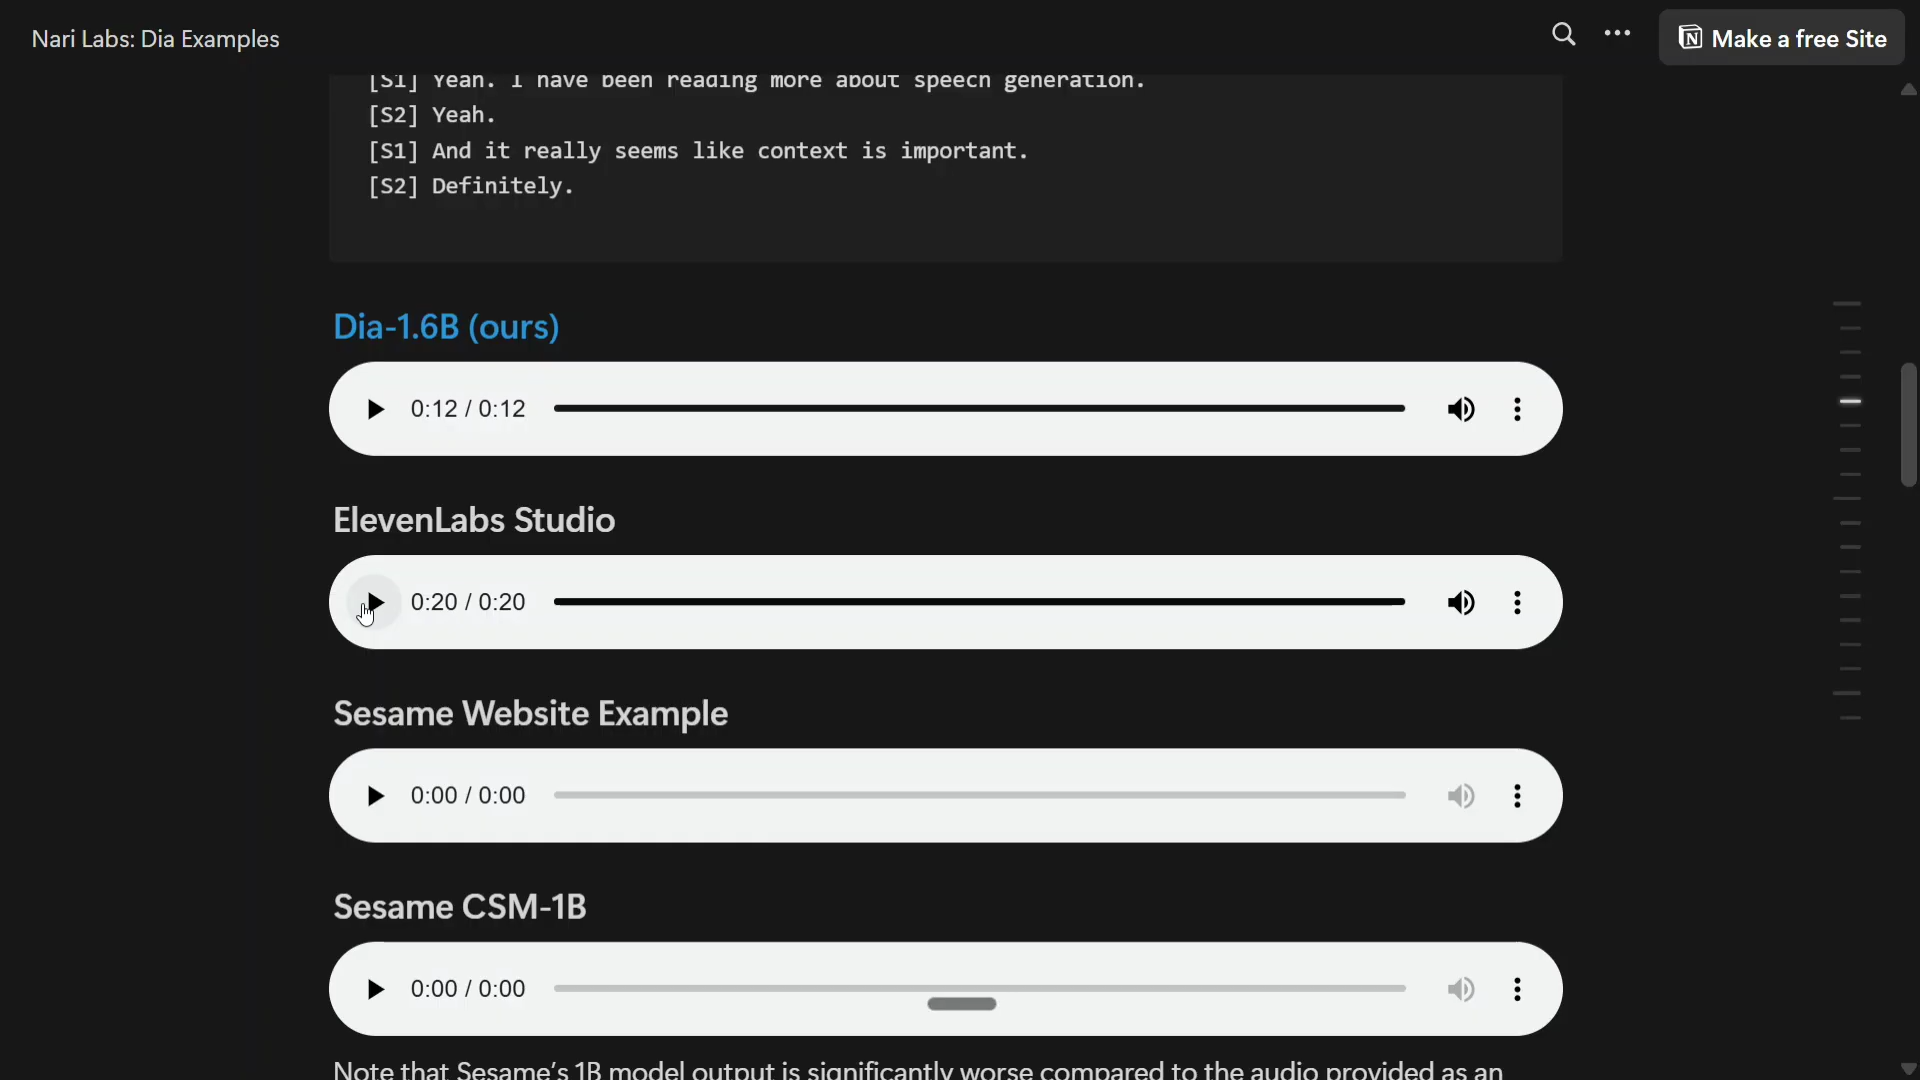 Nari Labs: Dia Examples
Make a free Site
[S1] Yeah. I have been reading more about speech generation.
[S2] Yeah.
[S1] And it really seems like context is important.
[S2] Definitely.
Dia-1.6B (ours)
0:12 / 0:12
ElevenLabs Studio
0:20 / 0:20
Sesame Website Example
0:00 / 0:00
Sesame CSM-1B
0:00 / 0:00
Note that Sesame's 1B model output is significantly worse compared to the audio provided as an